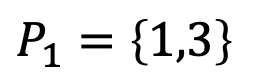 P₁ = {1,3}